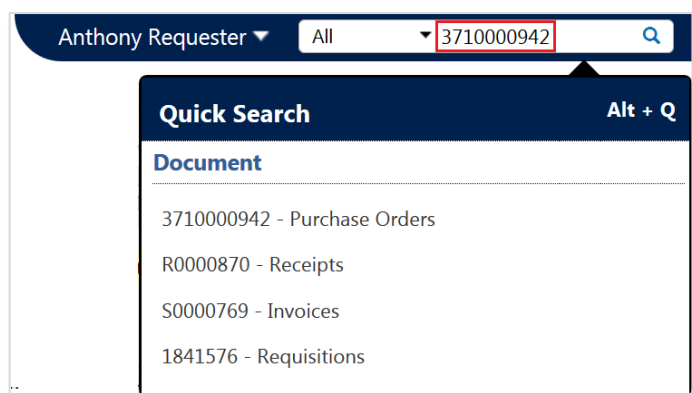 Anthony Requester All 3710000942
Quick Search Alt + Q
Document
3710000942 - Purchase Orders
R0000870 - Receipts
S0000769 - Invoices
1841576 - Requisitions